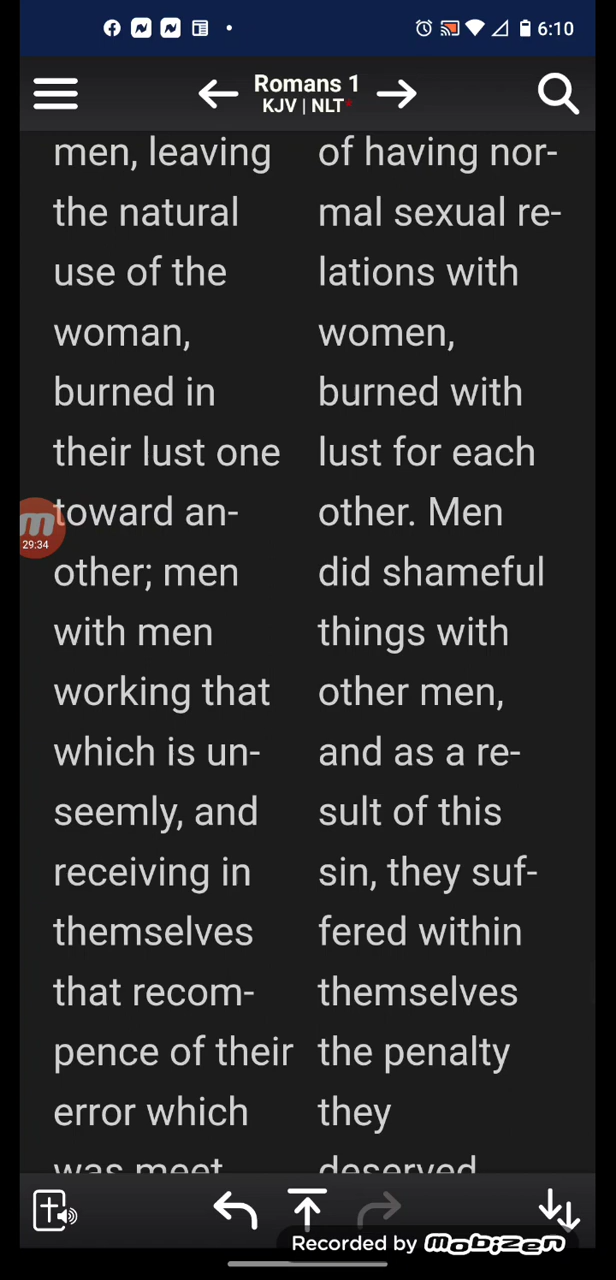 6:10
Romans 1
KJV | NLT*
men, leaving
the natural
use of the
woman,
burned in
their lust one
toward an-
other; men
with men
working that
which is un-
seemly, and
receiving in
themselves
that recom-
pence of their
error which
was meet
of having nor-
mal sexual re-
lations with
women,
burned with
lust for each
other. Men
did shameful
things with
other men,
and as a re-
sult of this
sin, they suf-
fered within
themselves
the penalty
they
deserved
29:34
Recorded by mobizen